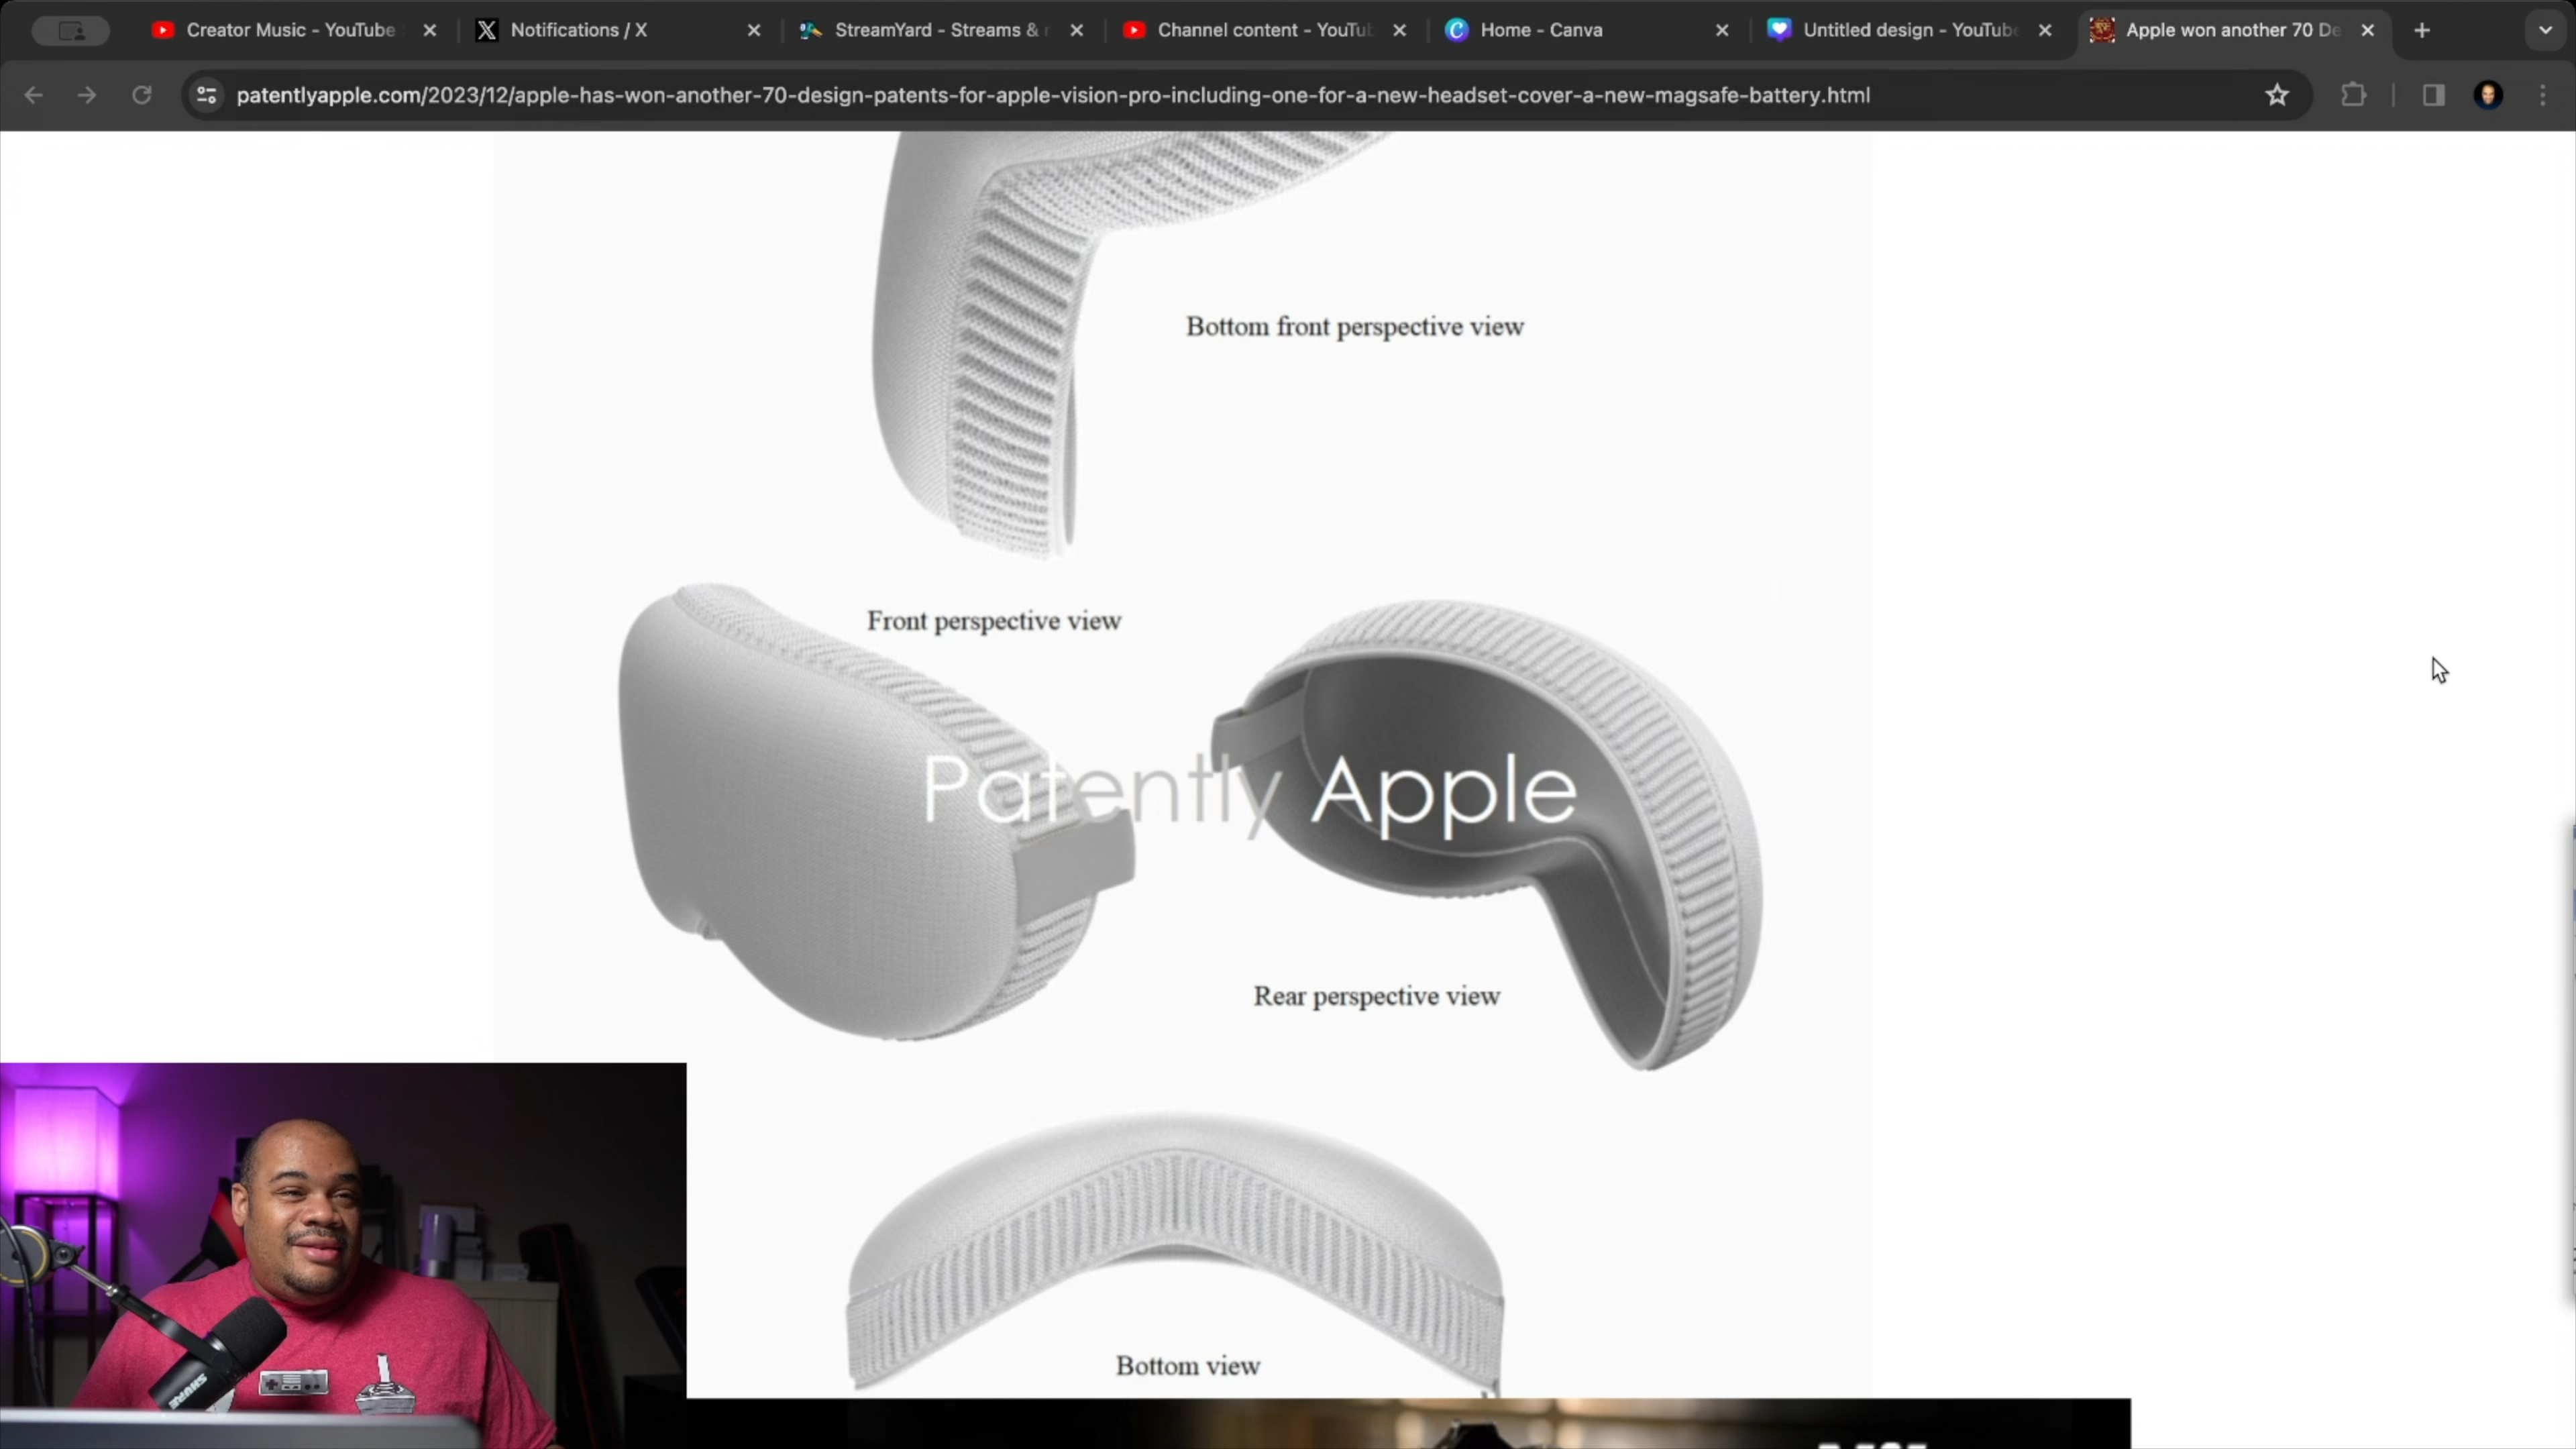 Creator Music - YouTube
Notifications / X
StreamYard - Streams & r
Channel content - YouTu
Home - Canva
Untitled design - YouTube
Apple won another 70 De
patentlyapple.com/2023/12/apple-has-won-another-70-design-patents-for-apple-vision-pro-including-one-for-a-new-headset-cover-a-new-magsafe-battery.html
Bottom front perspective view
Front perspective view
Patently Apple
Rear perspective view
Bottom view
SHURE